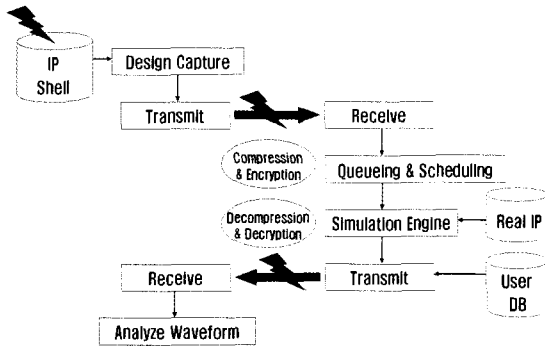 IP
Shell
Design Capture
Transmit
Receive
Compression
& Encryption
Queueing & Scheduling
Decompression
& Decryption
Simulation Engine
Real IP
Receive
Transmit
User
DB
Analyze Waveform